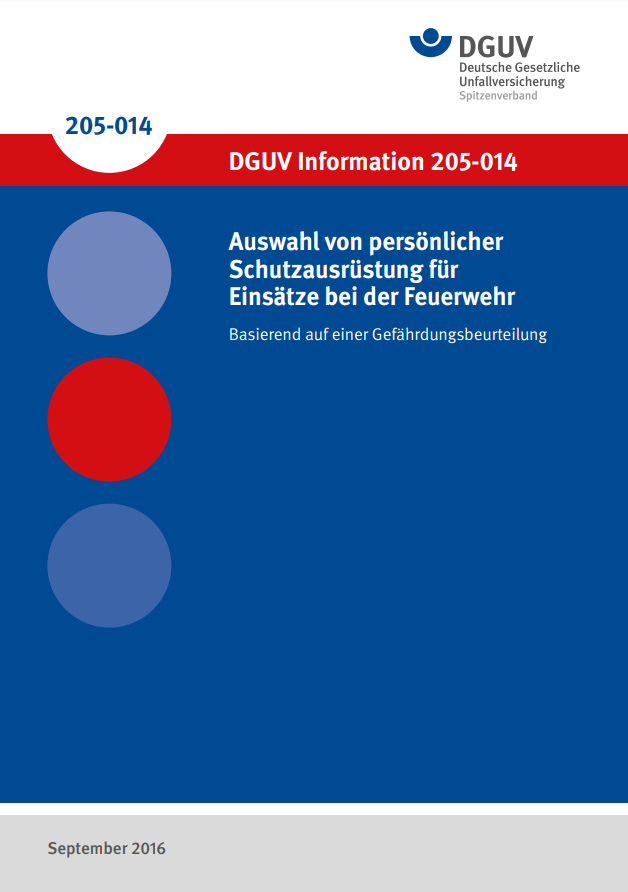 DGUV
Deutsche Gesetzliche
Unfallversicherung
Spitzenverband
205-014
DGUV Information 205-014
Auswahl von persönlicher
Schutzausrüstung für
Einsätze bei der Feuerwehr
Basierend auf einer Gefährdungsbeurteilung
September 2016